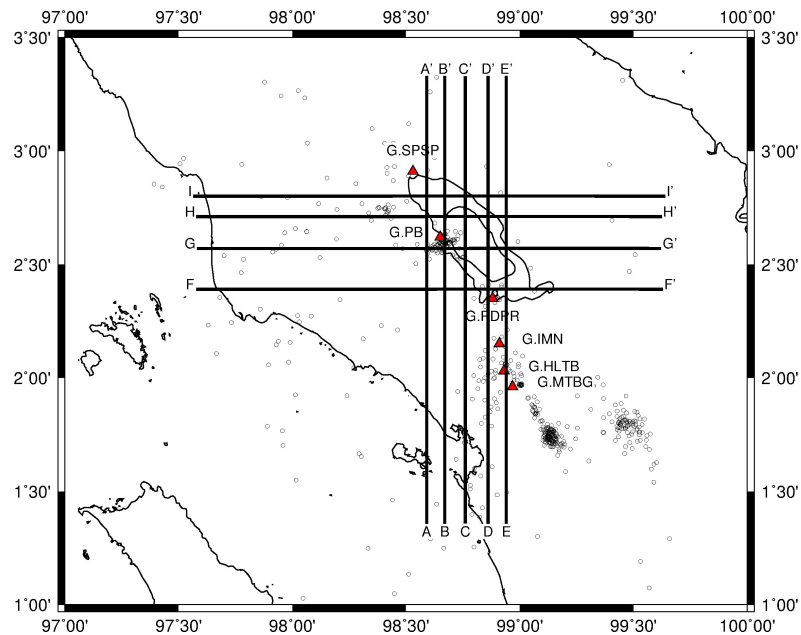 97°00' 97°30' 98°00' 98°30' 99°00' 99°30' 100°00'
3°30' 3°30'
A' B' C' D' E'
3°00' 3°00'
G.SPSP
I I'
H H'
G.PB
G G'
2°30' 2°30'
F F'
G.PDPR
G.IMN
G.HLTB
2°00' 2°00'
G.MTBG
1°30' 1°30'
A B C D E
1°00' 1°00'
97°00' 97°30' 98°00' 98°30' 99°00' 99°30' 100°00'